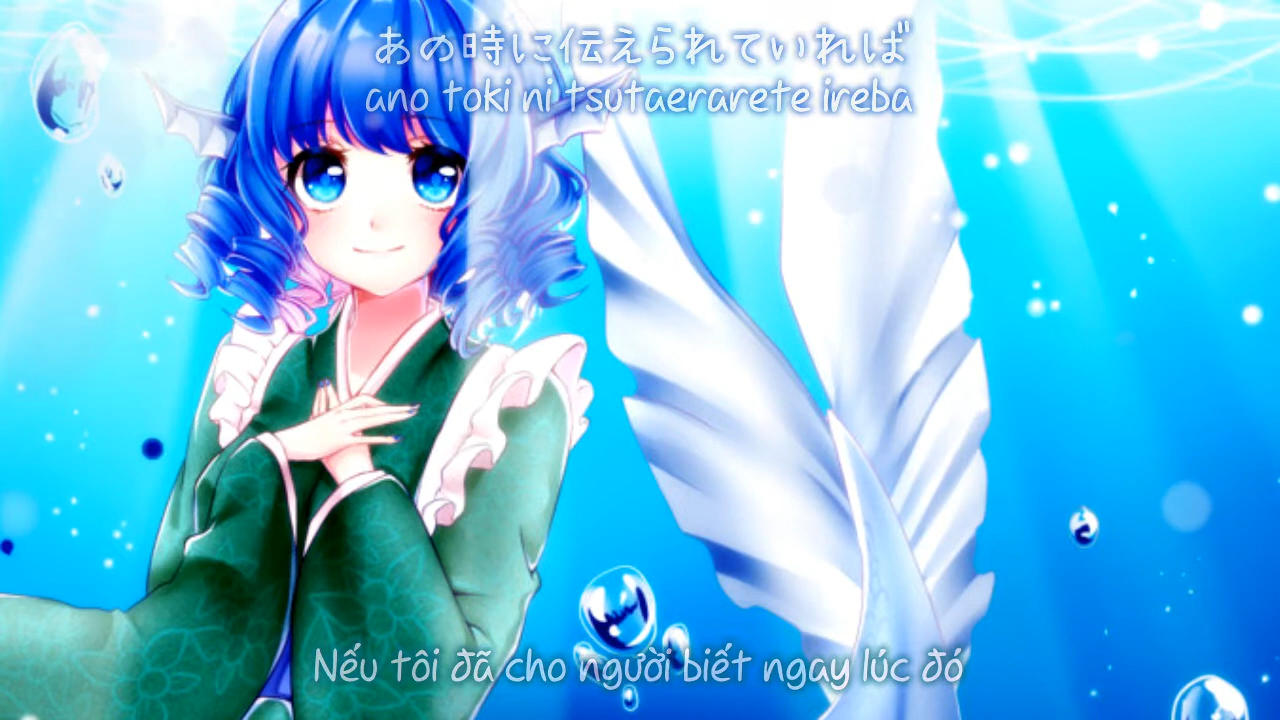 あの時に伝えられていれば
ano toki ni tsutaerarete ireba
Nếu tôi đã cho người biết ngay lúc đó